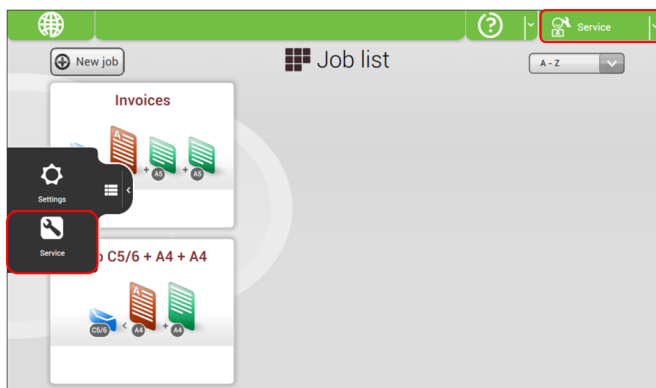 Service
New job
Job list
A - Z
Invoices
A
+ A5 + A5
Settings
Service
C5/6 + A4 + A4
A
C5/6 < A4 + A4